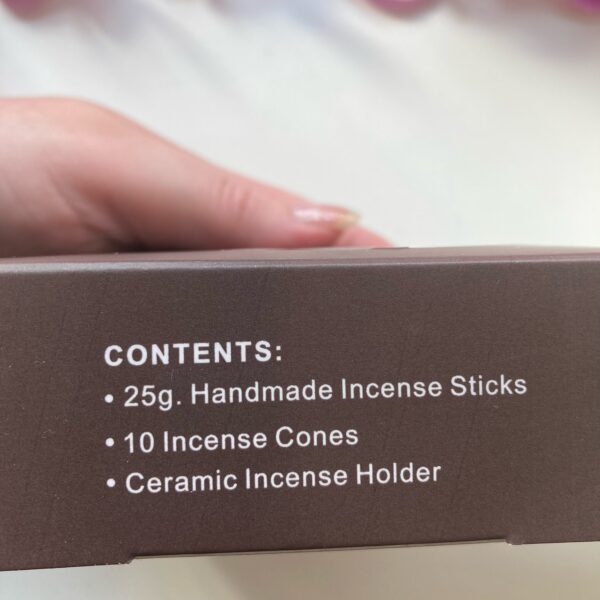 CONTENTS:
• 25g. Handmade Incense Sticks
• 10 Incense Cones
• Ceramic Incense Holder